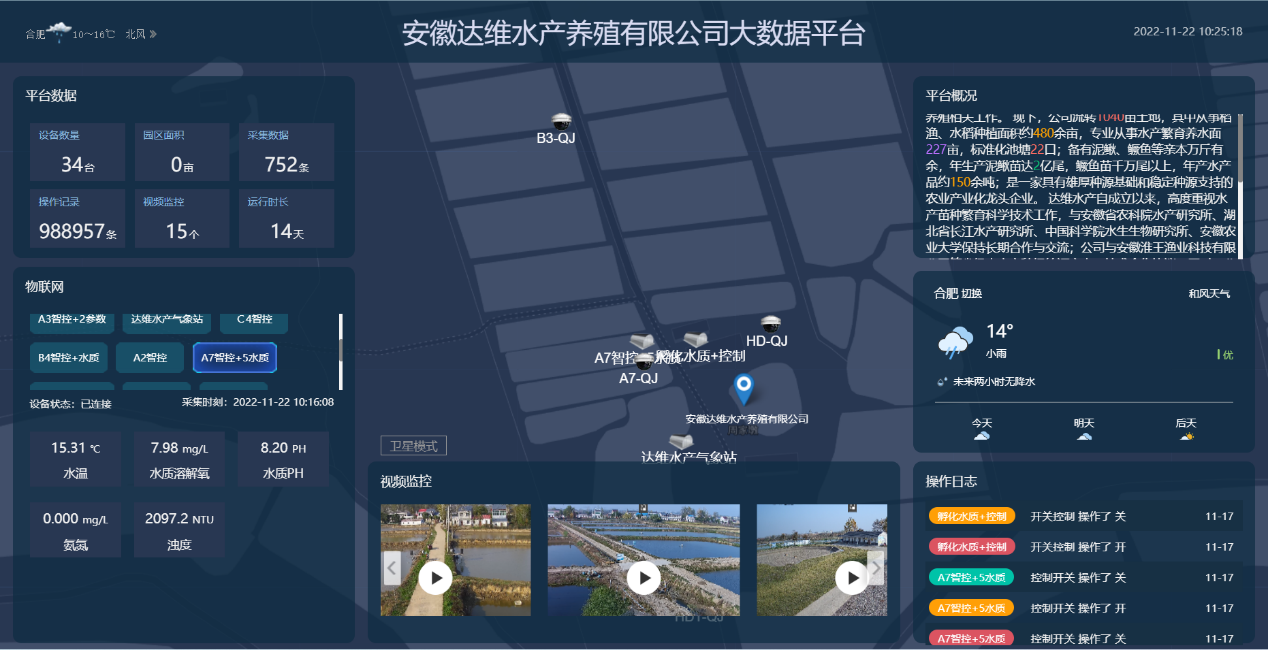 合肥 10～16℃ 北风
安徽达维水产养殖有限公司大数据平台
2022-11-22 10:25:18
平台数据
设备数量
34台
园区面积
0亩
采集数据
752条
操作记录
988957条
视频监控
15个
运行时长
14天
物联网
A3智控+2参数
达维水产气象站
C4智控
B4智控+水质
A2智控
A7智控+5水质
设备状态：已连接
采集时刻：2022-11-22 10:16:08
15.31 ℃
水温
7.98 mg/L
水质溶解氧
8.20 PH
水质PH
0.000 mg/L
氨氮
2097.2 NTU
浊度
B3-QJ
HD-QJ
孵化水质+控制
A7-QJ
安徽达维水产养殖有限公司
达维水产气象站
卫星模式
视频监控
HD1-QJ
平台概况
养殖相关工作。 现下，公司流转1040亩土地，其中从事稻
渔、水稻种植面积约480余亩，专业从事水产繁育养水面
227亩，标准化池塘22口；备有泥鳅、鳜鱼等亲本万斤有
余，年生产泥鳅苗达2亿尾，鳜鱼苗千万尾以上，年产水产
品约150余吨；是一家具有雄厚种源基础和稳定种源支持的
农业产业化龙头企业。 达维水产自成立以来，高度重视水
产苗种繁育科学技术工作，与安徽省农科院水产研究所、湖
北省长江水产研究所、中国科学院水生生物研究所、安徽农
业大学保持长期合作与交流；公司与安徽淮王渔业科技有限
合肥 切换
和风天气
14°
小雨
优
未来两小时无降水
今天
明天
后天
操作日志
孵化水质+控制 开关控制 操作了 关 11-17
孵化水质+控制 开关控制 操作了 开 11-17
A7智控+5水质 控制开关 操作了 关 11-17
A7智控+5水质 控制开关 操作了 开 11-17
A7智控+5水质 控制开关 操作了 关 11-17